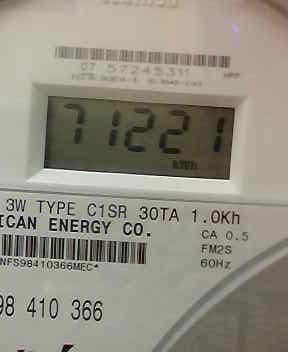 07 57245311
71221
kWh
3W TYPE C1SR 30TA 1.0Kh
ICAN ENERGY CO.
CA 0.5
FM2S
60Hz
NFS98410366MEC*
98 410 366